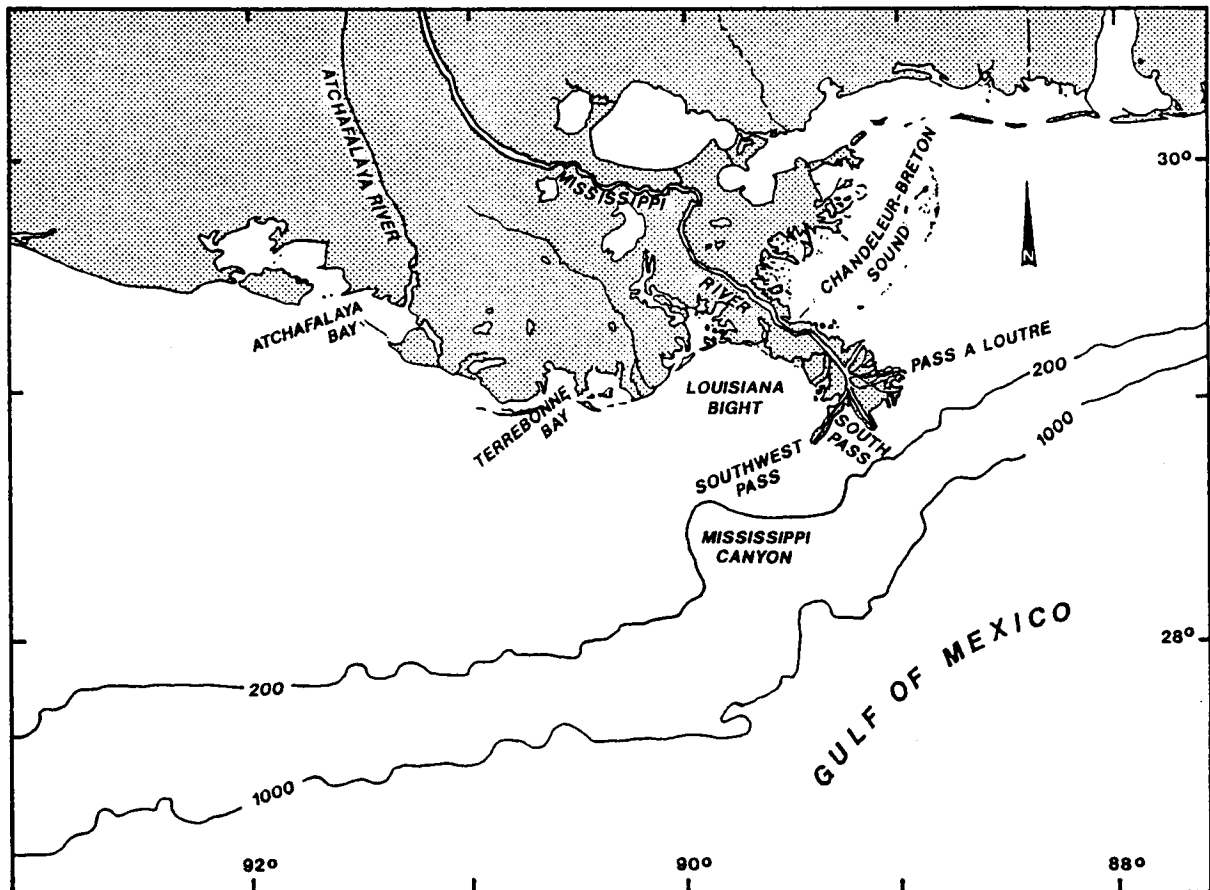 ATCHAFALAYA RIVER
MISSISSIPPI
RIVER
CHANDELEUR-BRETON
SOUND
30°
N
ATCHAFALAYA
BAY
TERREBONNE
BAY
LOUISIANA
BIGHT
PASS A LOUTRE
200
1000
SOUTH
PASS
SOUTHWEST
PASS
MISSISSIPPI
CANYON
28°
GULF OF MEXICO
200
1000
92°
90°
88°